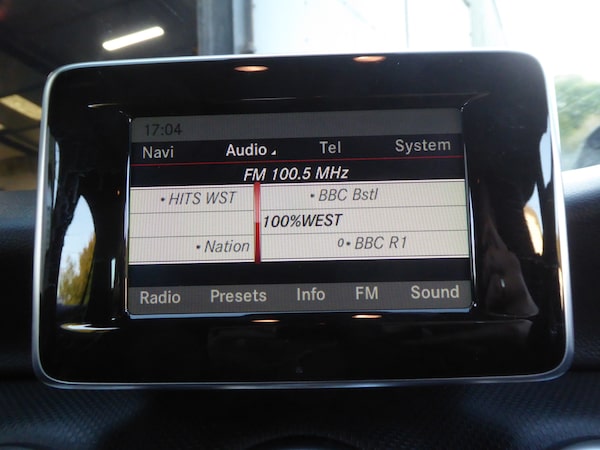 17:04
Navi Audio Tel System
FM 100.5 MHz
• HITS WST • BBC Bstl
100%WEST
• Nation 0• BBC R1
Radio Presets Info FM Sound